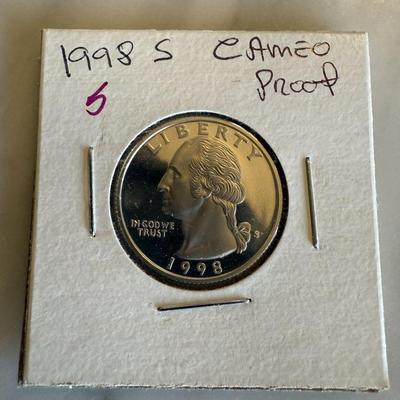 1998 S CAMEO
5 Proof
LIBERTY
IN GOD WE
TRUST
S
1998